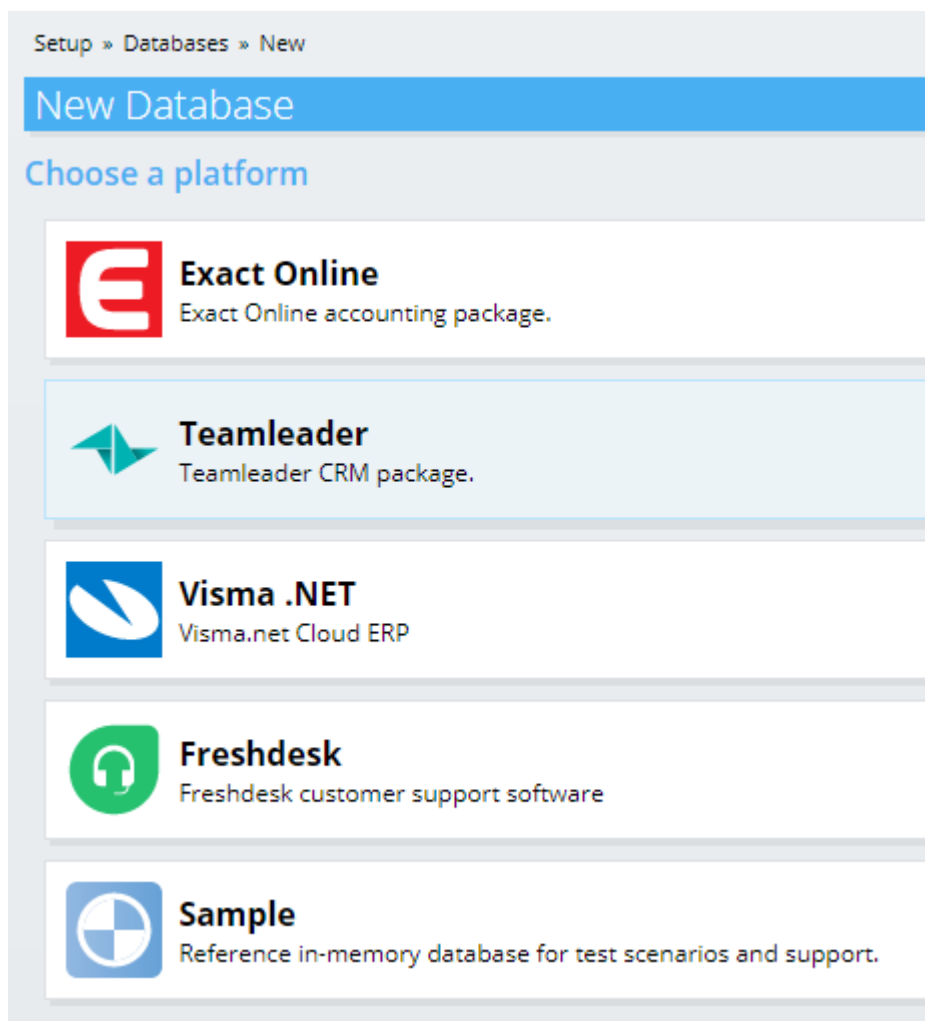 Setup » Databases » New
New Database
Choose a platform
Exact Online
Exact Online accounting package.
Teamleader
Teamleader CRM package.
Visma .NET
Visma.net Cloud ERP
Freshdesk
Freshdesk customer support software
Sample
Reference in-memory database for test scenarios and support.